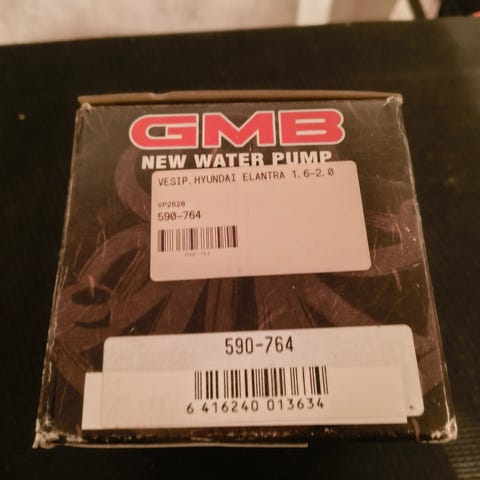 GMB
NEW WATER PUMP
VESIP.HYUNDAI ELANTRA 1.6-2.0
VP2628
590-764
590-764
590-764
6 416240 013634